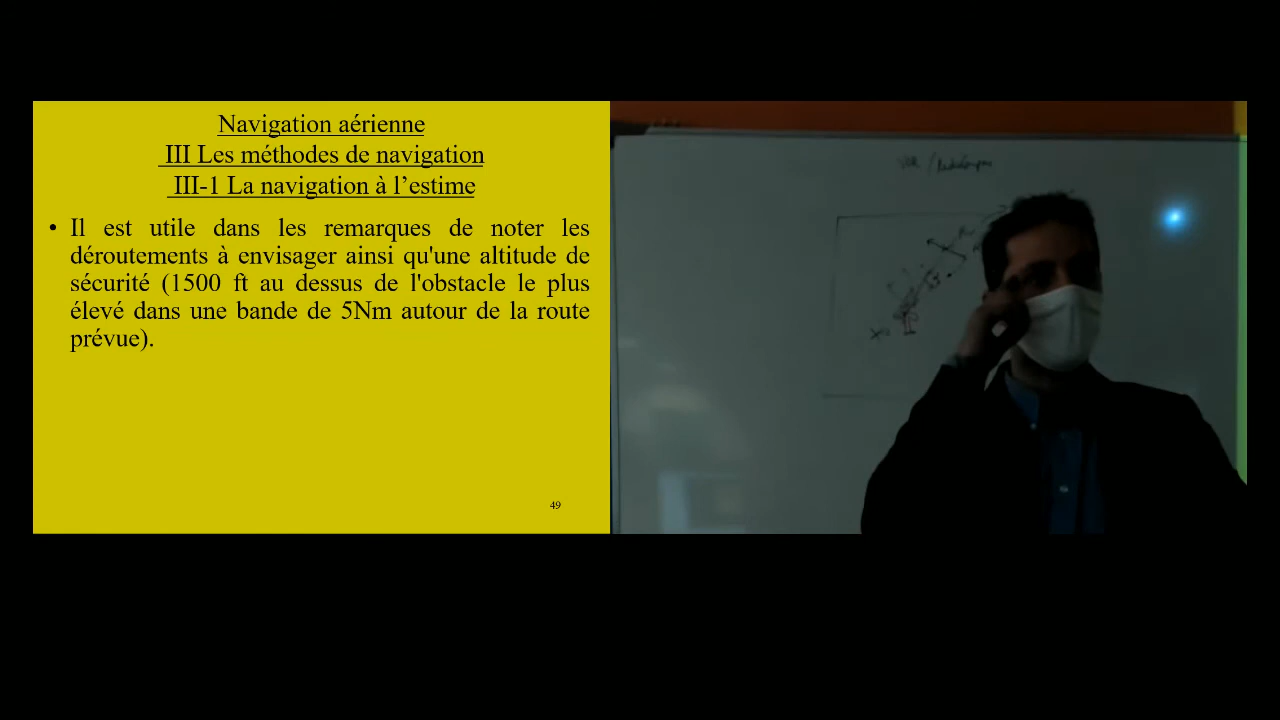 Navigation aérienne
III Les méthodes de navigation
III-1 La navigation à l’estime
• Il est utile dans les remarques de noter les
déroutements à envisager ainsi qu'une altitude de
sécurité (1500 ft au dessus de l'obstacle le plus
élevé dans une bande de 5Nm autour de la route
prévue).
49